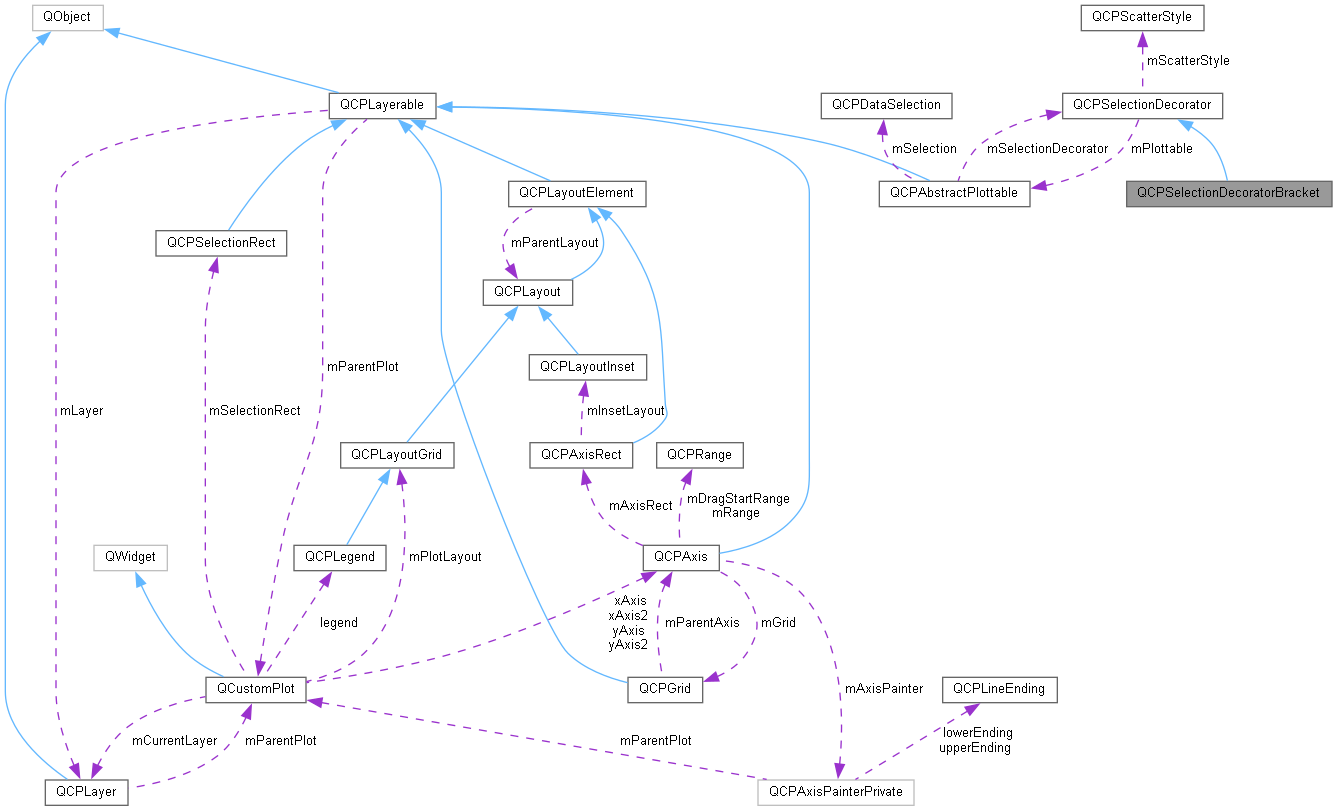 QObject
QCPScatterStyle
mScatterStyle
QCPLayerable
QCPDataSelection
QCPSelectionDecorator
mSelection
mSelectionDecorator
mPlottable
QCPLayoutElement
QCPAbstractPlottable
QCPSelectionDecoratorBracket
QCPSelectionRect
mParentLayout
QCPLayout
QCPLayoutInset
mParentPlot
mLayer
mSelectionRect
mInsetLayout
QCPLayoutGrid
QCPAxisRect
QCPRange
mAxisRect
mDragStartRange
mRange
QWidget
QCPLegend
mPlotLayout
QCPAxis
legend
xAxis
xAxis2
yAxis
yAxis2
mParentAxis
mGrid
QCustomPlot
QCPGrid
mAxisPainter
QCPLineEnding
mCurrentLayer
mParentPlot
mParentPlot
lowerEnding
upperEnding
QCPLayer
QCPAxisPainterPrivate